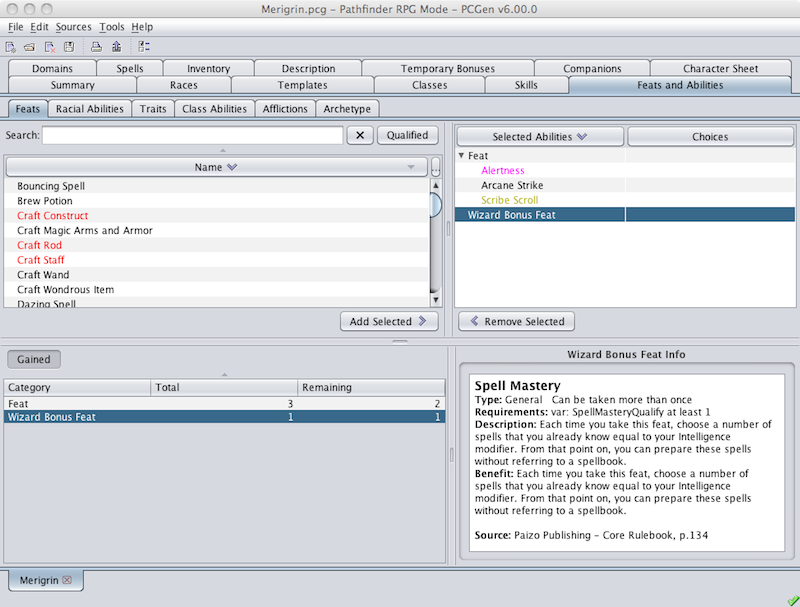 Merigrin.pcg – Pathfinder RPG Mode – PCGen v6.00.0
File Edit Sources Tools Help
Domains Spells Inventory Description Temporary Bonuses Companions Character Sheet
Summary Races Templates Classes Skills Feats and Abilities
Feats Racial Abilities Traits Class Abilities Afflictions Archetype
Search: Qualified
Name
Bouncing Spell
Brew Potion
Craft Construct
Craft Magic Arms and Armor
Craft Rod
Craft Staff
Craft Wand
Craft Wondrous Item
Dazing Spell
Add Selected
Selected Abilities Choices
Feat
Alertness
Arcane Strike
Scribe Scroll
Wizard Bonus Feat
Remove Selected
Gained
Category Total Remaining
Feat 3 2
Wizard Bonus Feat 1 1
Wizard Bonus Feat Info
Spell Mastery
Type: General Can be taken more than once
Requirements: var: SpellMasteryQualify at least 1
Description: Each time you take this feat, choose a number of
spells that you already know equal to your Intelligence
modifier. From that point on, you can prepare these spells
without referring to a spellbook.
Benefit: Each time you take this feat, choose a number of
spells that you already know equal to your Intelligence
modifier. From that point on, you can prepare these spells
without referring to a spellbook.
Source: Paizo Publishing – Core Rulebook, p.134
Merigrin